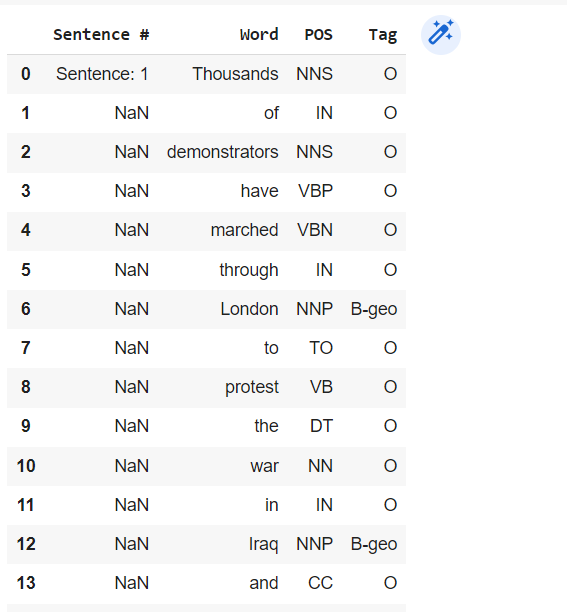 Sentence # Word POS Tag
0 Sentence: 1 Thousands NNS O
1 NaN of IN O
2 NaN demonstrators NNS O
3 NaN have VBP O
4 NaN marched VBN O
5 NaN through IN O
6 NaN London NNP B-geo
7 NaN to TO O
8 NaN protest VB O
9 NaN the DT O
10 NaN war NN O
11 NaN in IN O
12 NaN Iraq NNP B-geo
13 NaN and CC O